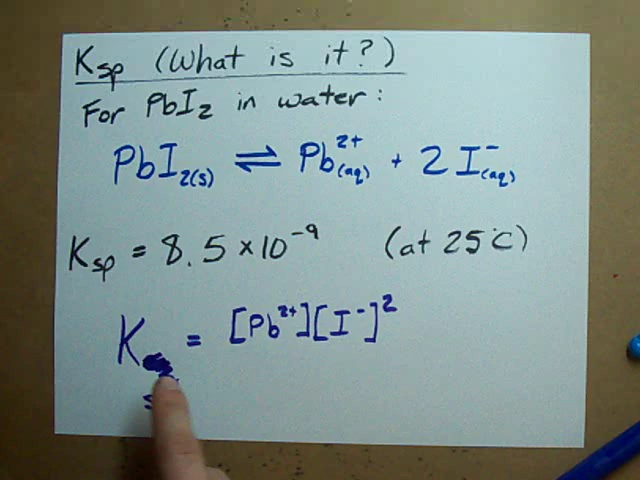 Ksp (What is it?)
For PbI2 in water:
PbI2(s) ⇌ Pb2+(aq) + 2 I-(aq)
Ksp = 8.5 × 10-9 (at 25°C)
K = [Pb2+][I-]2